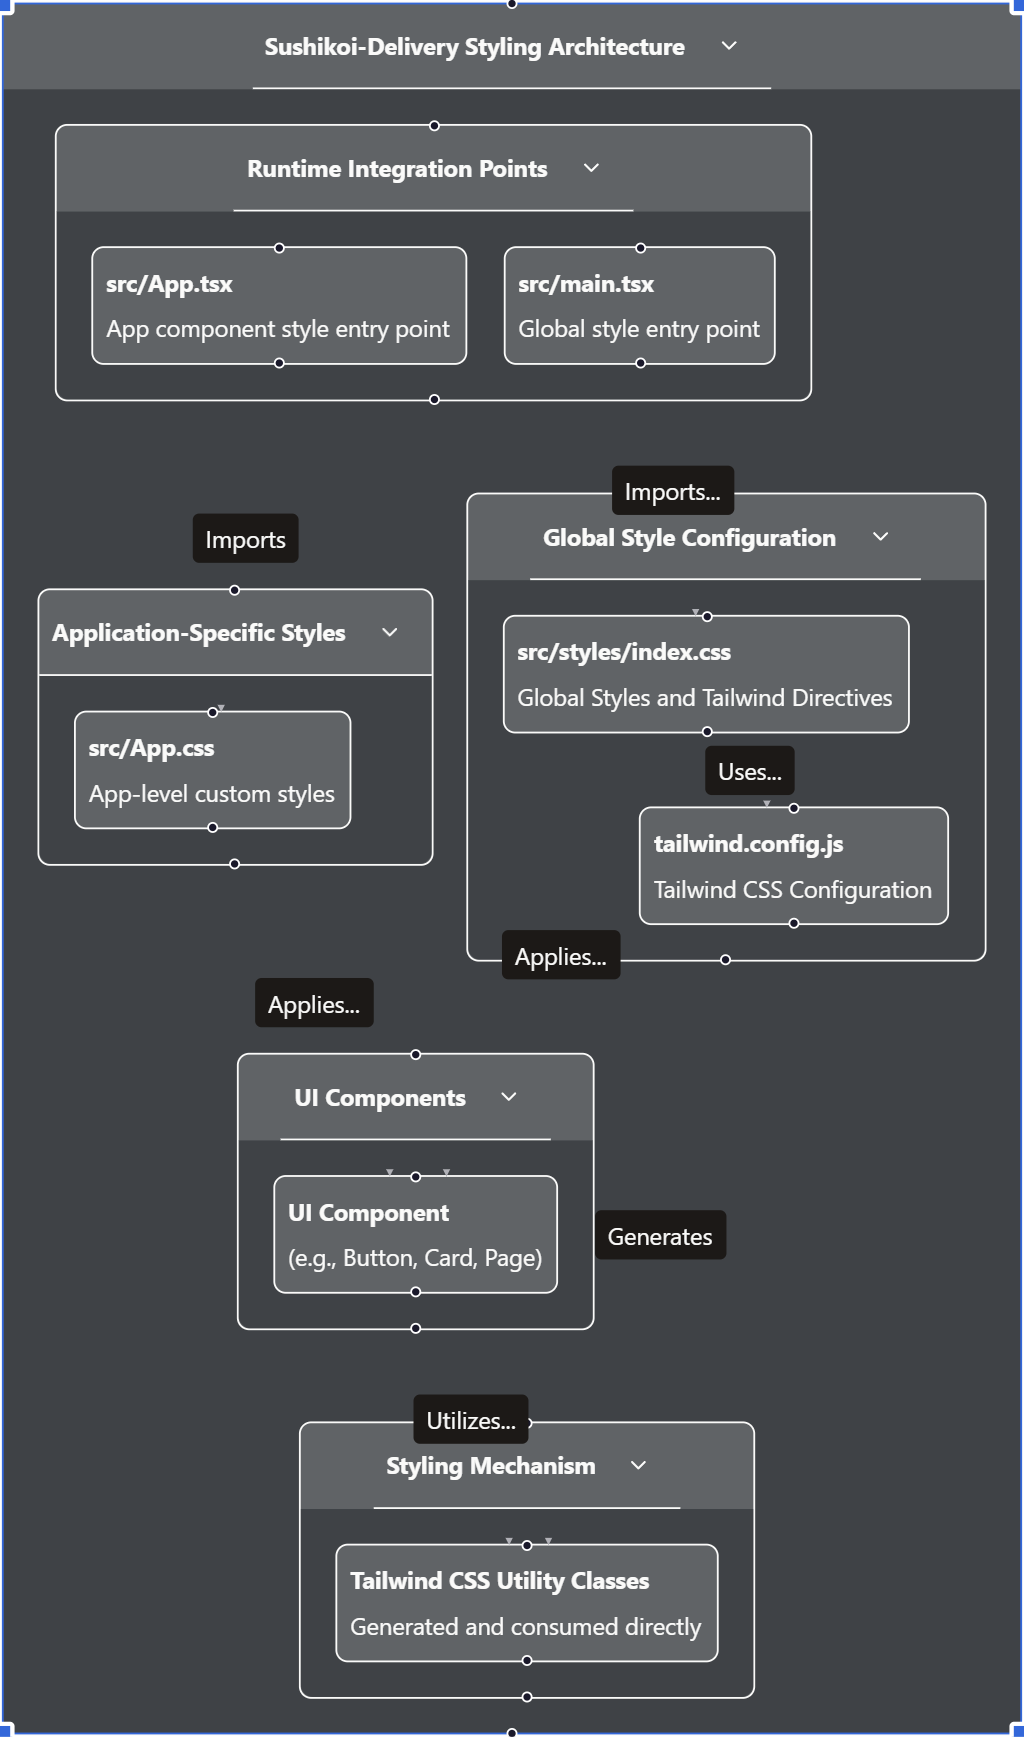 Sushikoi-Delivery Styling Architecture
Runtime Integration Points
src/App.tsx
App component style entry point
src/main.tsx
Global style entry point
Imports...
Global Style Configuration
Imports
Application-Specific Styles
src/styles/index.css
Global Styles and Tailwind Directives
src/App.css
App-level custom styles
Uses...
tailwind.config.js
Tailwind CSS Configuration
Applies...
Applies...
UI Components
UI Component
(e.g., Button, Card, Page)
Generates
Utilizes...
Styling Mechanism
Tailwind CSS Utility Classes
Generated and consumed directly